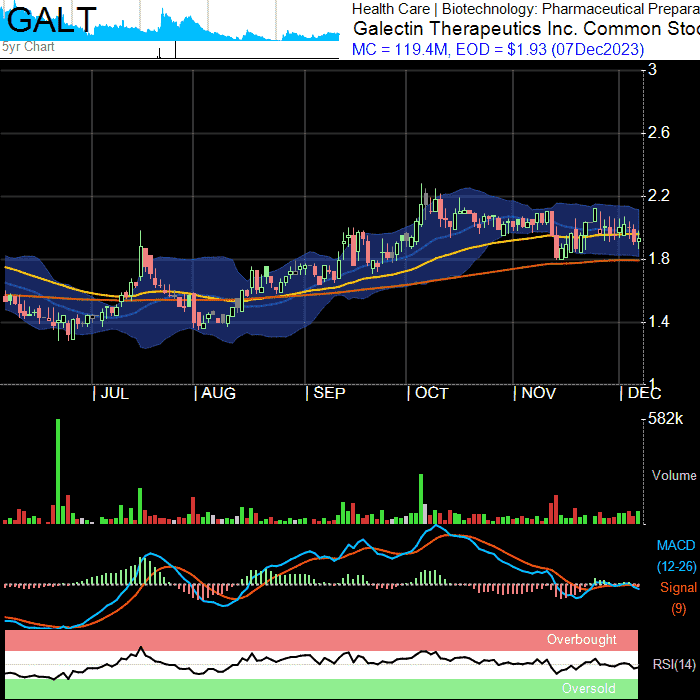 GALT
5yr Chart
Health Care | Biotechnology: Pharmaceutical Prepara
Galectin Therapeutics Inc. Common Stoc
MC = 119.4M, EOD = $1.93 (07Dec2023)
3
2.6
2.2
1.8
1.4
1
| JUL | AUG | SEP | OCT | NOV | DEC
582k
Volume
MACD
(12-26)
Signal
(9)
Overbought
RSI(14)
Oversold